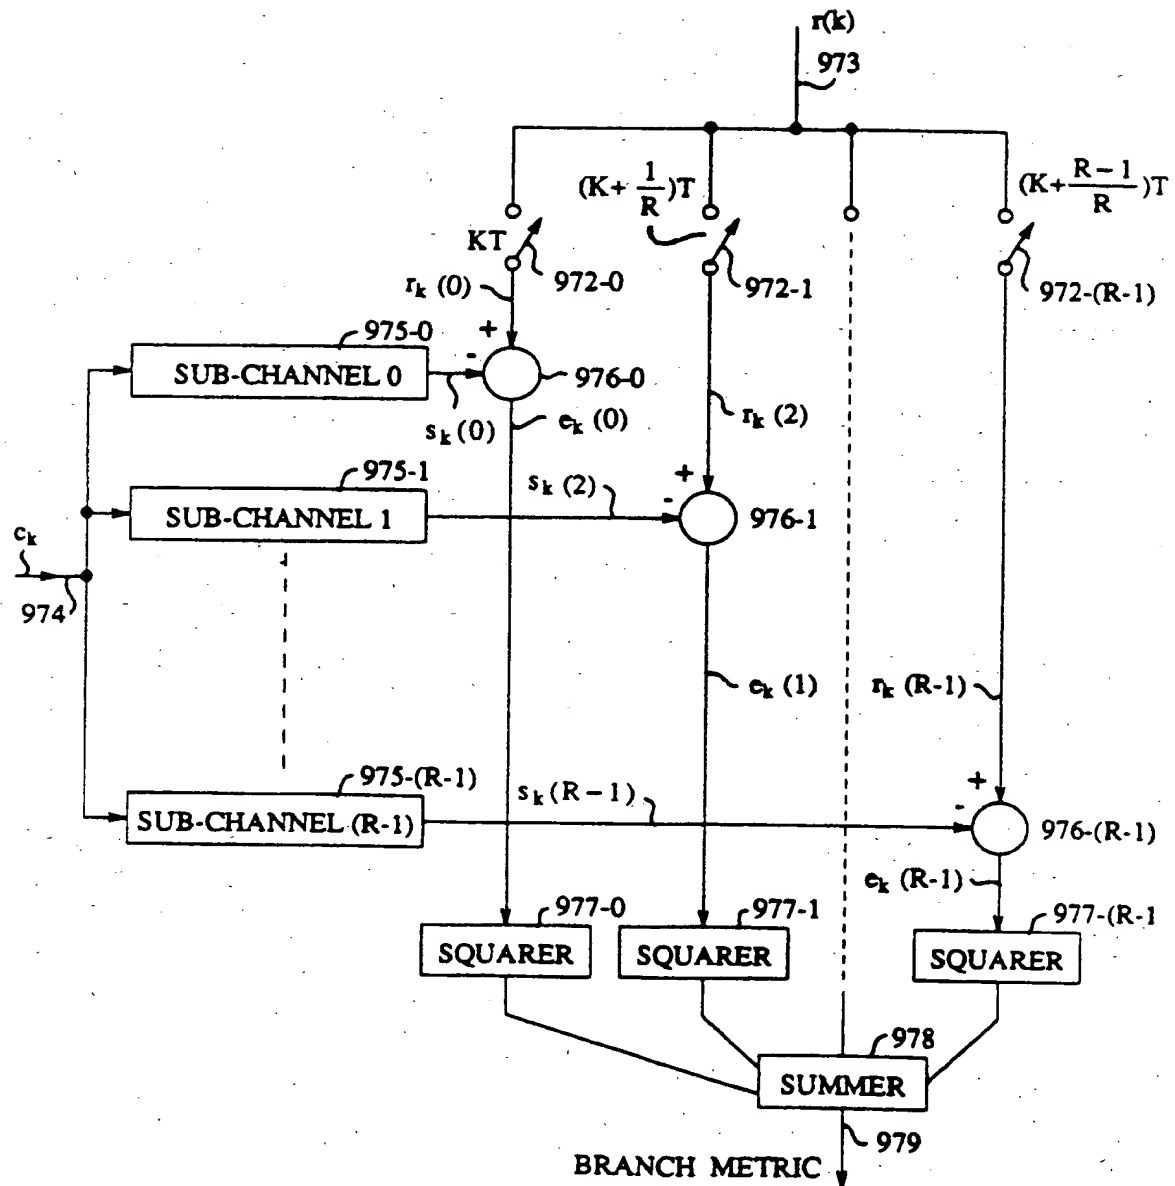 r(k)
973
(K+ 1/R )T
(K+ R-1/R )T
KT
972-0
972-1
972-(R-1)
r_k (0)
+
-
975-0
SUB-CHANNEL 0
976-0
s_k (0)
e_k (0)
r_k (2)
975-1
SUB-CHANNEL 1
s_k (2)
+
-
976-1
c_k
974
e_k (1)
r_k (R-1)
975-(R-1)
SUB-CHANNEL (R-1)
s_k (R-1)
+
-
976-(R-1)
e_k (R-1)
977-0
977-1
977-(R-1
SQUARER
SQUARER
SQUARER
978
SUMMER
979
BRANCH METRIC